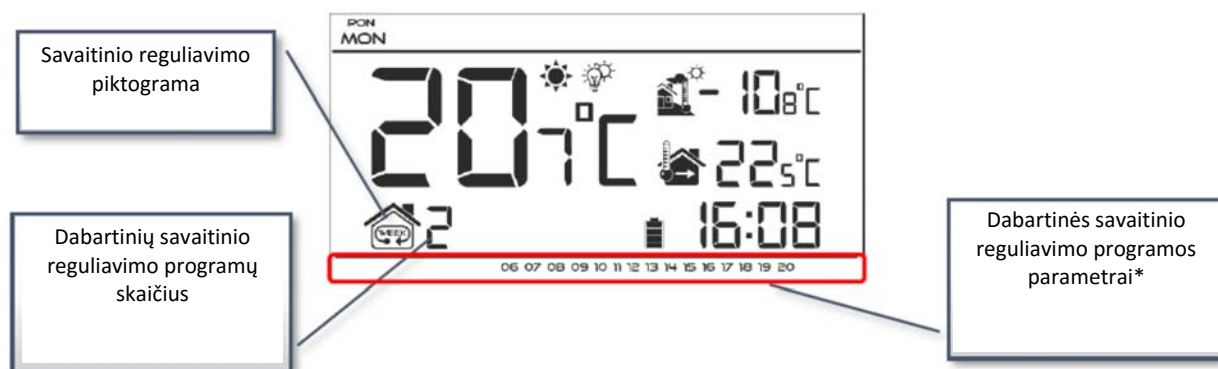 Savaitinio reguliavimo
piktograma
Dabartinių savaitinio
reguliavimo programų
skaičius
PON
MON
20 7°C
- 10 8°C
22 5°C
WEEK
2
16:08
06 07 08 09 10 11 12 13 14 15 16 17 18 19 20
Dabartinės savaitinio
reguliavimo programos
parametrai*